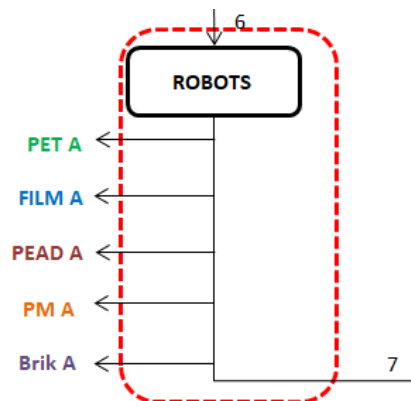 6
ROBOTS
PET A
FILM A
PEAD A
PM A
Brik A
7